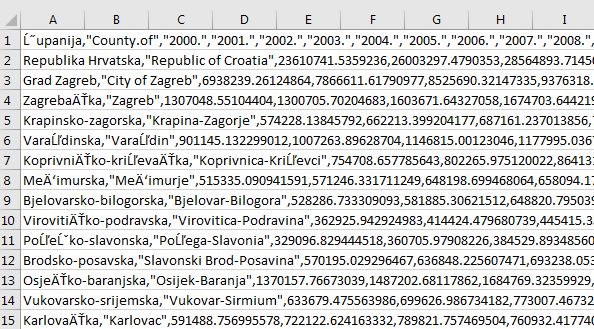 A B C D E F G H I
1 Ĺ˝upanija,"County.of","2000.","2001.","2002.","2003.","2004.","2005.","2006.","2007.","2008.",
2 Republika Hrvatska,"Republic of Croatia",23610741.5359236,26003297.4790353,28564893.7145
3 Grad Zagreb,"City of Zagreb",6938239.26124864,7866611.61790977,8525690.32147335,9376318.
4 ZagrebaÄŤka,"Zagreb",1307048.55104404,1300705.70204683,1603671.64327058,1674703.644219
5 Krapinsko-zagorska,"Krapina-Zagorje",574228.13845792,662213.399204177,687161.237013856,7
6 VaraĹľdinska,"VaraĹľdin",901145.132299012,1007263.89628704,1146815.00123046,1177995.0367
7 KoprivniÄŤko-kriĹľevaÄŤka,"Koprivnica-KriĹľevci",754708.657785643,802265.975120022,864131
8 MeÄ‘imurska,"MeÄ‘imurje",515335.090941591,571246.331711249,648198.699468064,658094.17
9 Bjelovarsko-bilogorska,"Bjelovar-Bilogora",528286.733309093,581885.30621512,648820.795039
10 VirovitiÄŤko-podravska,"Virovitica-Podravina",362925.942924983,414424.479680739,445415.3
11 PoĹľeĹˇko-slavonska,"PoĹľega-Slavonia",329096.829444518,360705.97908226,384529.89348560
12 Brodsko-posavska,"Slavonski Brod-Posavina",570195.029296467,636848.225607471,693238.053
13 OsjeÄŤko-baranjska,"Osijek-Baranja",1370157.76673039,1487202.68117862,1684769.32359929,
14 Vukovarsko-srijemska,"Vukovar-Sirmium",633679.475563986,699626.986734182,773007.46732
15 KarlovaÄŤka,"Karlovac",591488.756995578,722122.624163332,789821.757469504,760932.417740